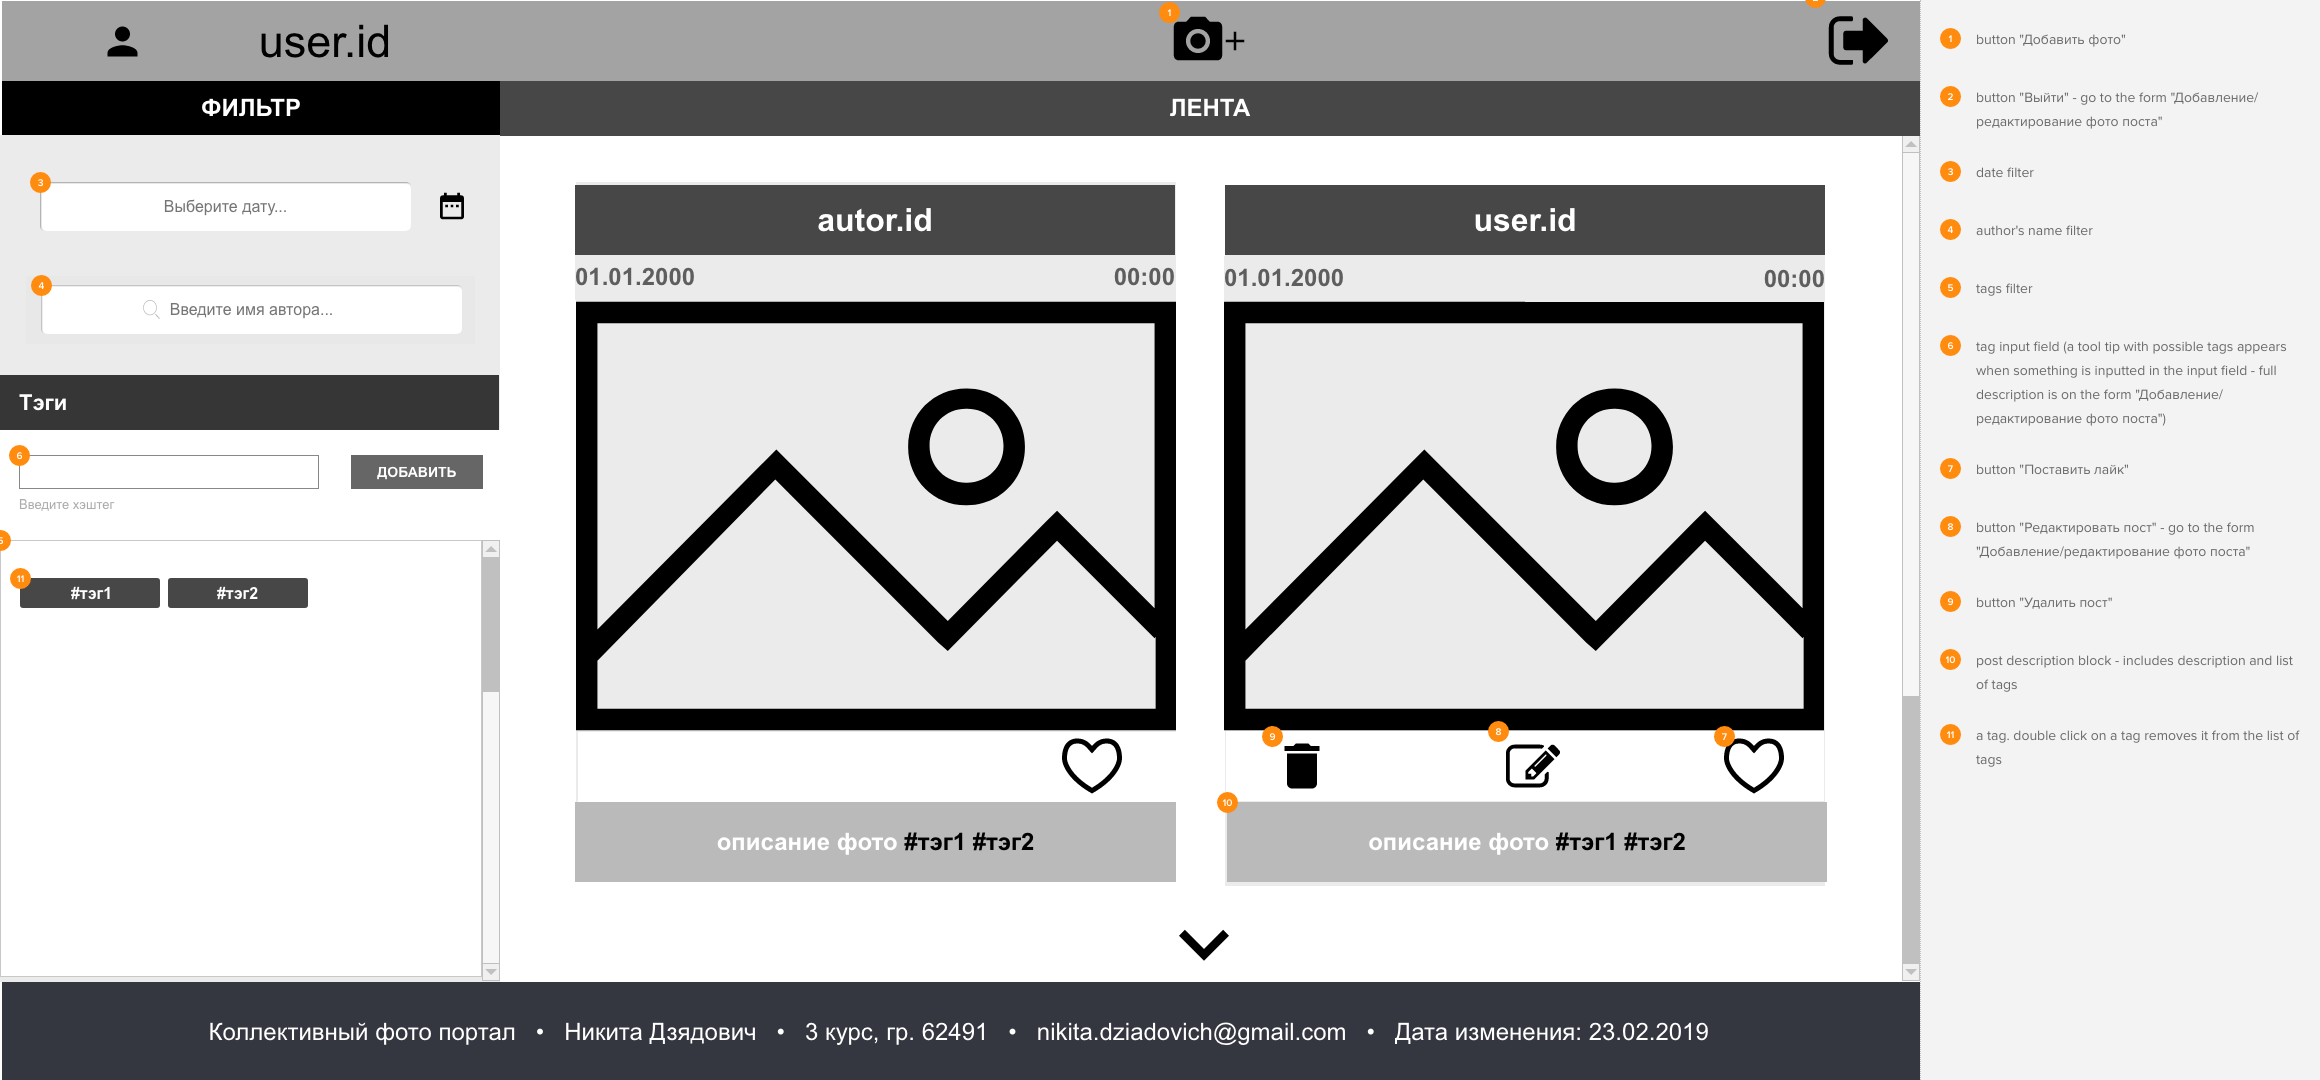 user.id
1
ФИЛЬТР
ЛЕНТА
3
Выберите дату...
4
Введите имя автора...
Тэги
6
ДОБАВИТЬ
Введите хэштег
5
11
#тэг1
#тэг2
autor.id
01.01.2000
00:00
описание фото #тэг1 #тэг2
user.id
01.01.2000
00:00
9
8
7
10
описание фото #тэг1 #тэг2
Коллективный фото портал • Никита Дзядович • 3 курс, гр. 62491 • nikita.dziadovich@gmail.com • Дата изменения: 23.02.2019
1 button "Добавить фото"
2 button "Выйти" - go to the form "Добавление/
редактирование фото поста"
3 date filter
4 author's name filter
5 tags filter
6 tag input field (a tool tip with possible tags appears
when something is inputted in the input field - full
description is on the form "Добавление/
редактирование фото поста")
7 button "Поставить лайк"
8 button "Редактировать пост" - go to the form
"Добавление/редактирование фото поста"
9 button "Удалить пост"
10 post description block - includes description and list
of tags
11 a tag. double click on a tag removes it from the list of
tags